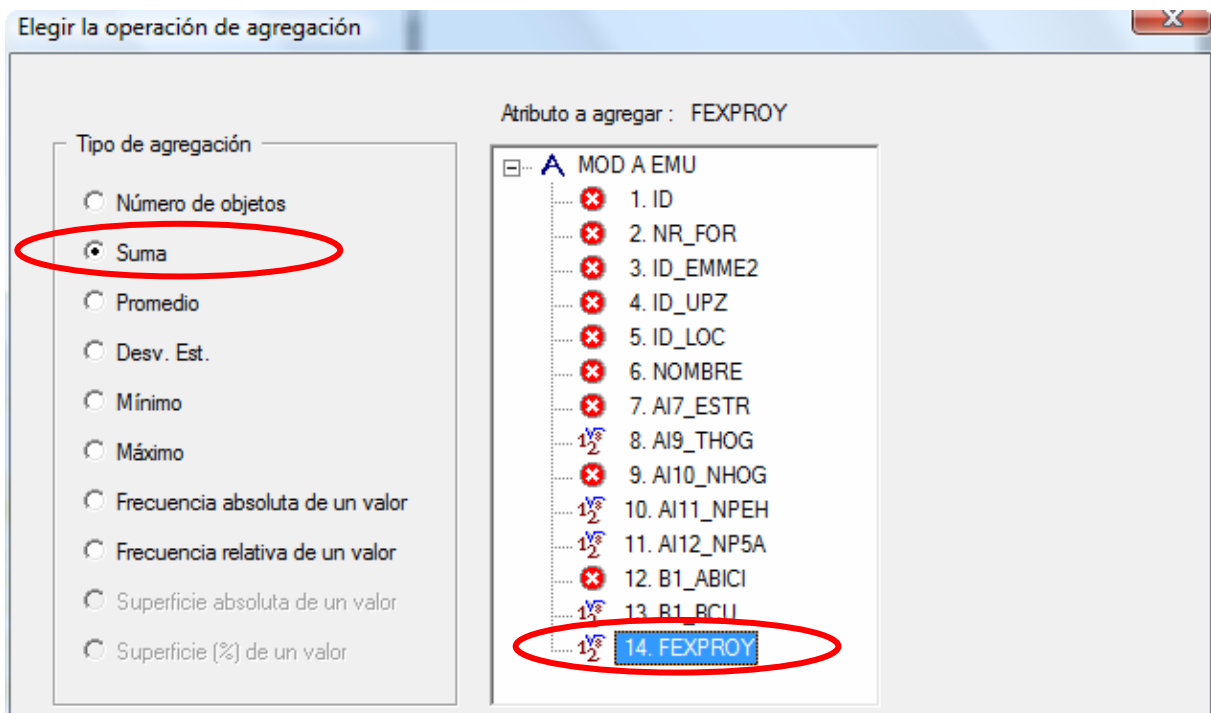 Elegir la operación de agregación
Atributo a agregar : FEXPROY
Tipo de agregación
Número de objetos
Suma
Promedio
Desv. Est.
Mínimo
Máximo
Frecuencia absoluta de un valor
Frecuencia relativa de un valor
Superficie absoluta de un valor
Superficie (%) de un valor
MOD A EMU
1. ID
2. NR_FOR
3. ID_EMME2
4. ID_UPZ
5. ID_LOC
6. NOMBRE
7. AI7_ESTR
8. AI9_THOG
9. AI10_NHOG
10. AI11_NPEH
11. AI12_NP5A
12. B1_ABICI
13. B1_BCU
14. FEXPROY